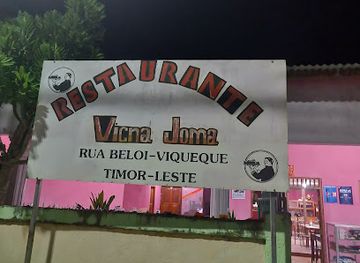 RESTAURANTE
Vicna Joma
RUA BELOI-VIQUEQUE
TIMOR-LESTE